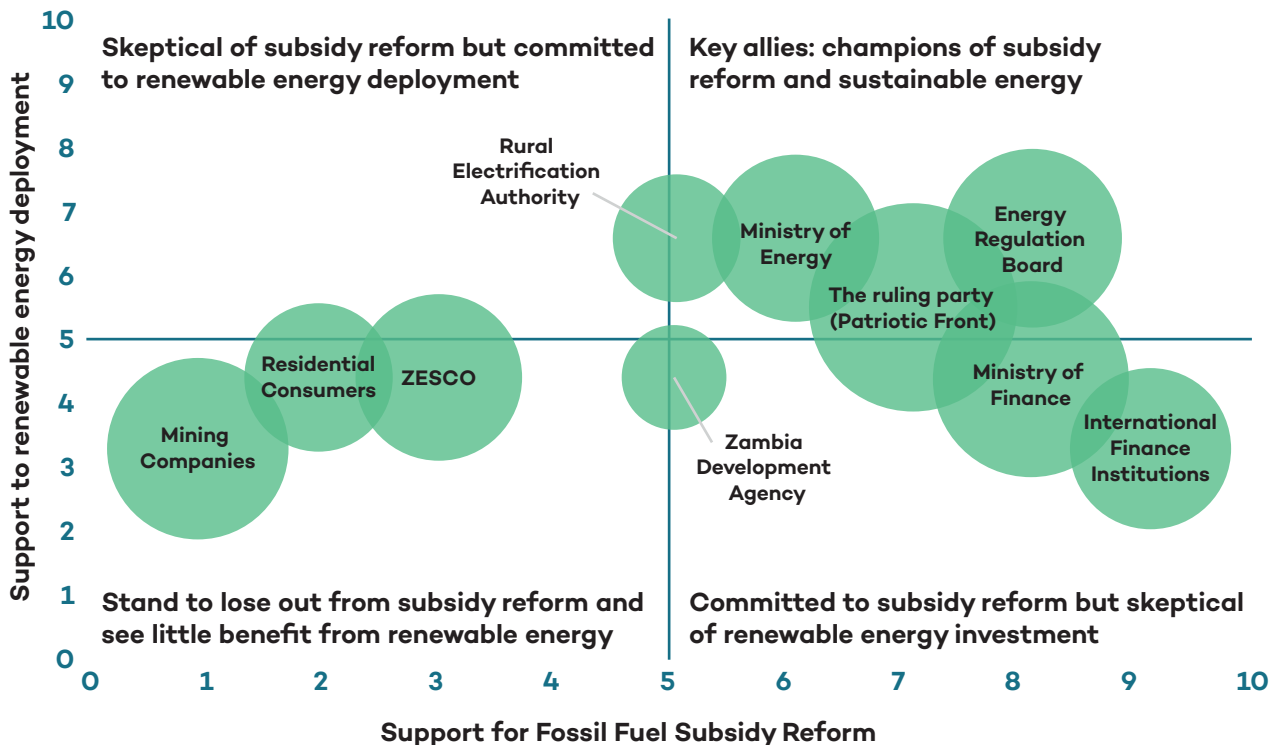 Skeptical of subsidy reform but committed
to renewable energy deployment
Key allies: champions of subsidy
reform and sustainable energy
Support to renewable energy deployment
10
9
8
7
6
5
4
3
2
1
0
Rural
Electrification
Authority
Ministry of
Energy
Energy
Regulation
Board
The ruling party
(Patriotic Front)
Residential
Consumers
ZESCO
Ministry of
Finance
Mining
Companies
Zambia
Development
Agency
International
Finance
Institutions
Stand to lose out from subsidy reform and
see little benefit from renewable energy
Committed to subsidy reform but skeptical
of renewable energy investment
0 1 2 3 4 5 6 7 8 9 10
Support for Fossil Fuel Subsidy Reform